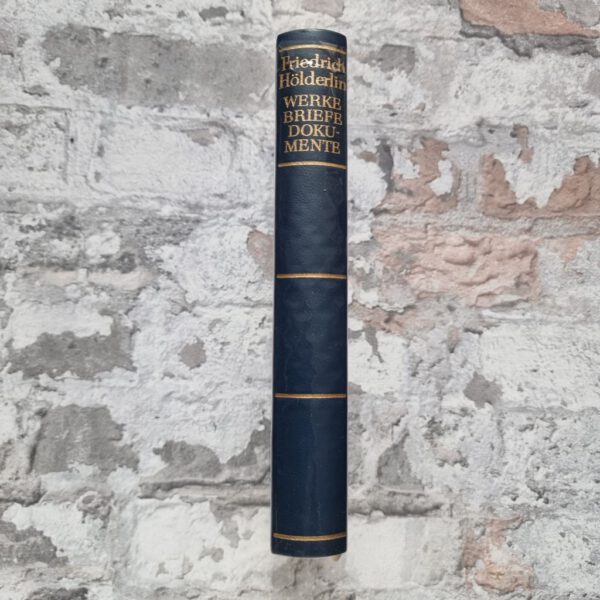 Friedrich
Hölderlin
WERKE
BRIEFE
DOKU-
MENTE